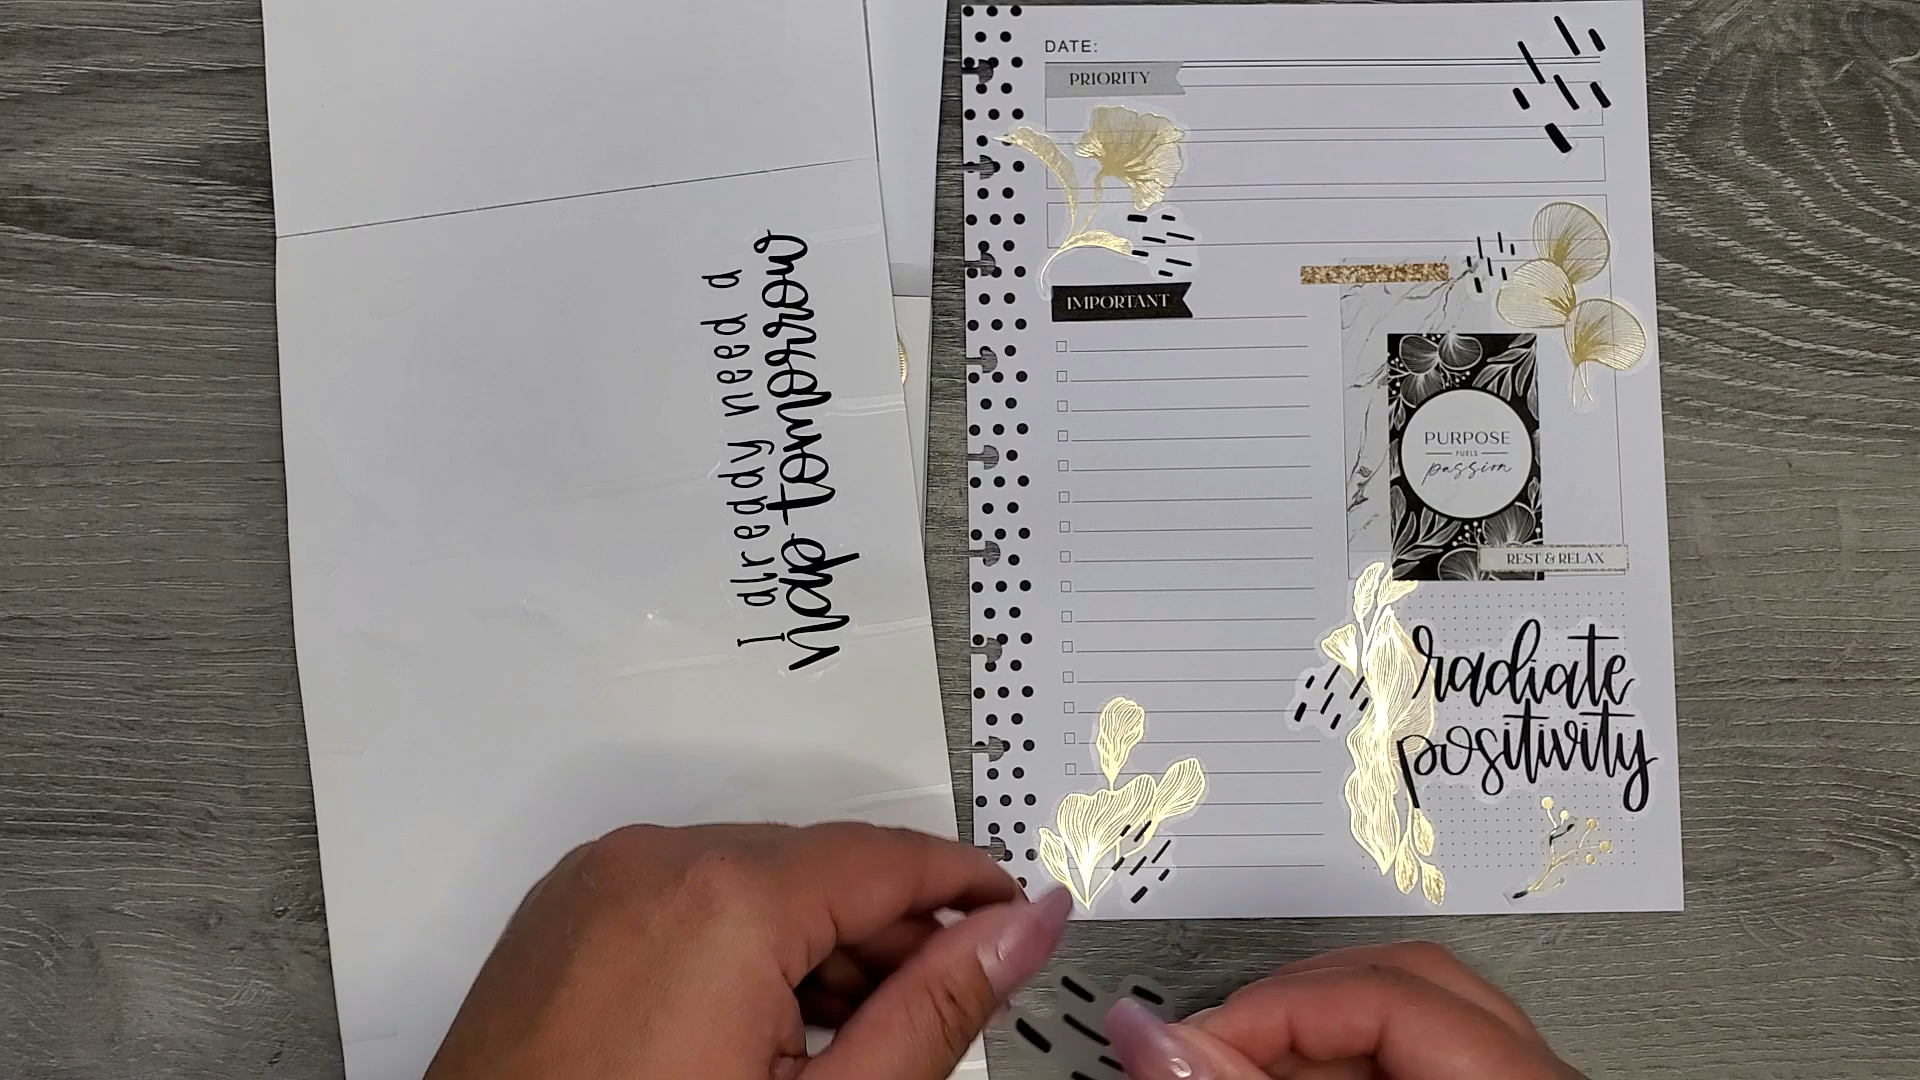 I already need a
nap tomorrow
DATE:
PRIORITY
IMPORTANT
PURPOSE
FUELS
passion
REST & RELAX
radiate
positivity